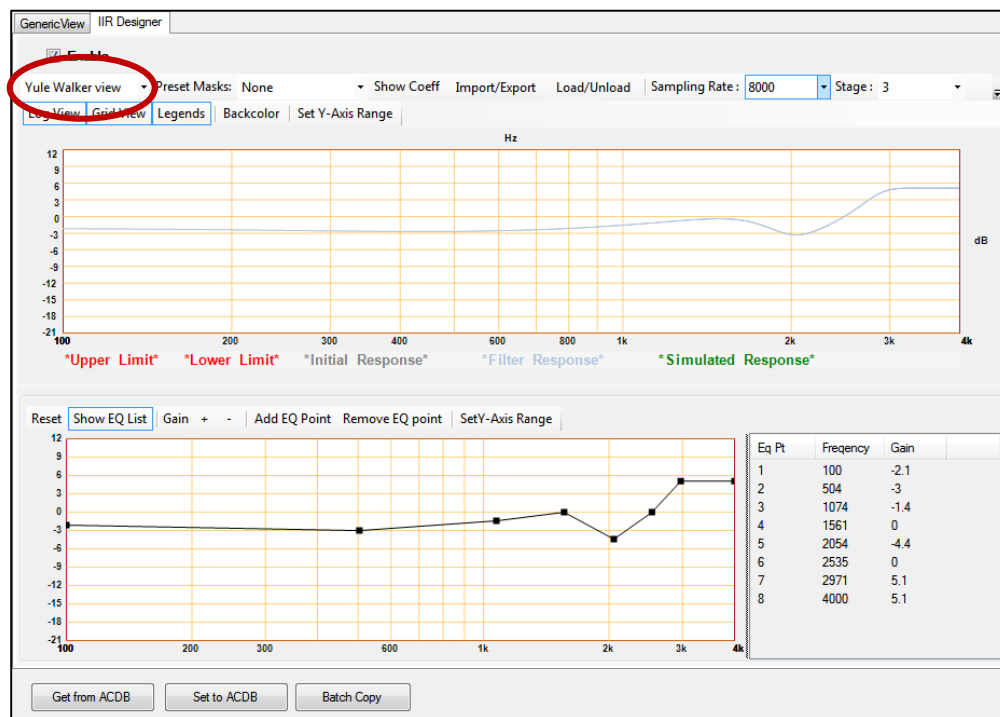 GenericView IIR Designer
Enable
Yule Walker view Preset Masks: None Show Coeff Import/Export Load/Unload Sampling Rate : 8000 Stage : 3
Log View Grid View Legends Backcolor Set Y-Axis Range
Hz
12
9
6
3
0
-3
-6
-9
-12
-15
-18
-21
dB
100 200 300 400 600 800 1k 2k 3k 4k
*Upper Limit* *Lower Limit* *Initial Response* *Filter Response* *Simulated Response*
Reset Show EQ List Gain + - Add EQ Point Remove EQ point SetY-Axis Range
12
9
6
3
0
-3
-6
-9
-12
-15
-18
-21
100 200 300 600 1k 2k 3k 4k
Eq Pt Freqency Gain
1 100 -2.1
2 504 -3
3 1074 -1.4
4 1561 0
5 2054 -4.4
6 2535 0
7 2971 5.1
8 4000 5.1
Get from ACDB Set to ACDB Batch Copy